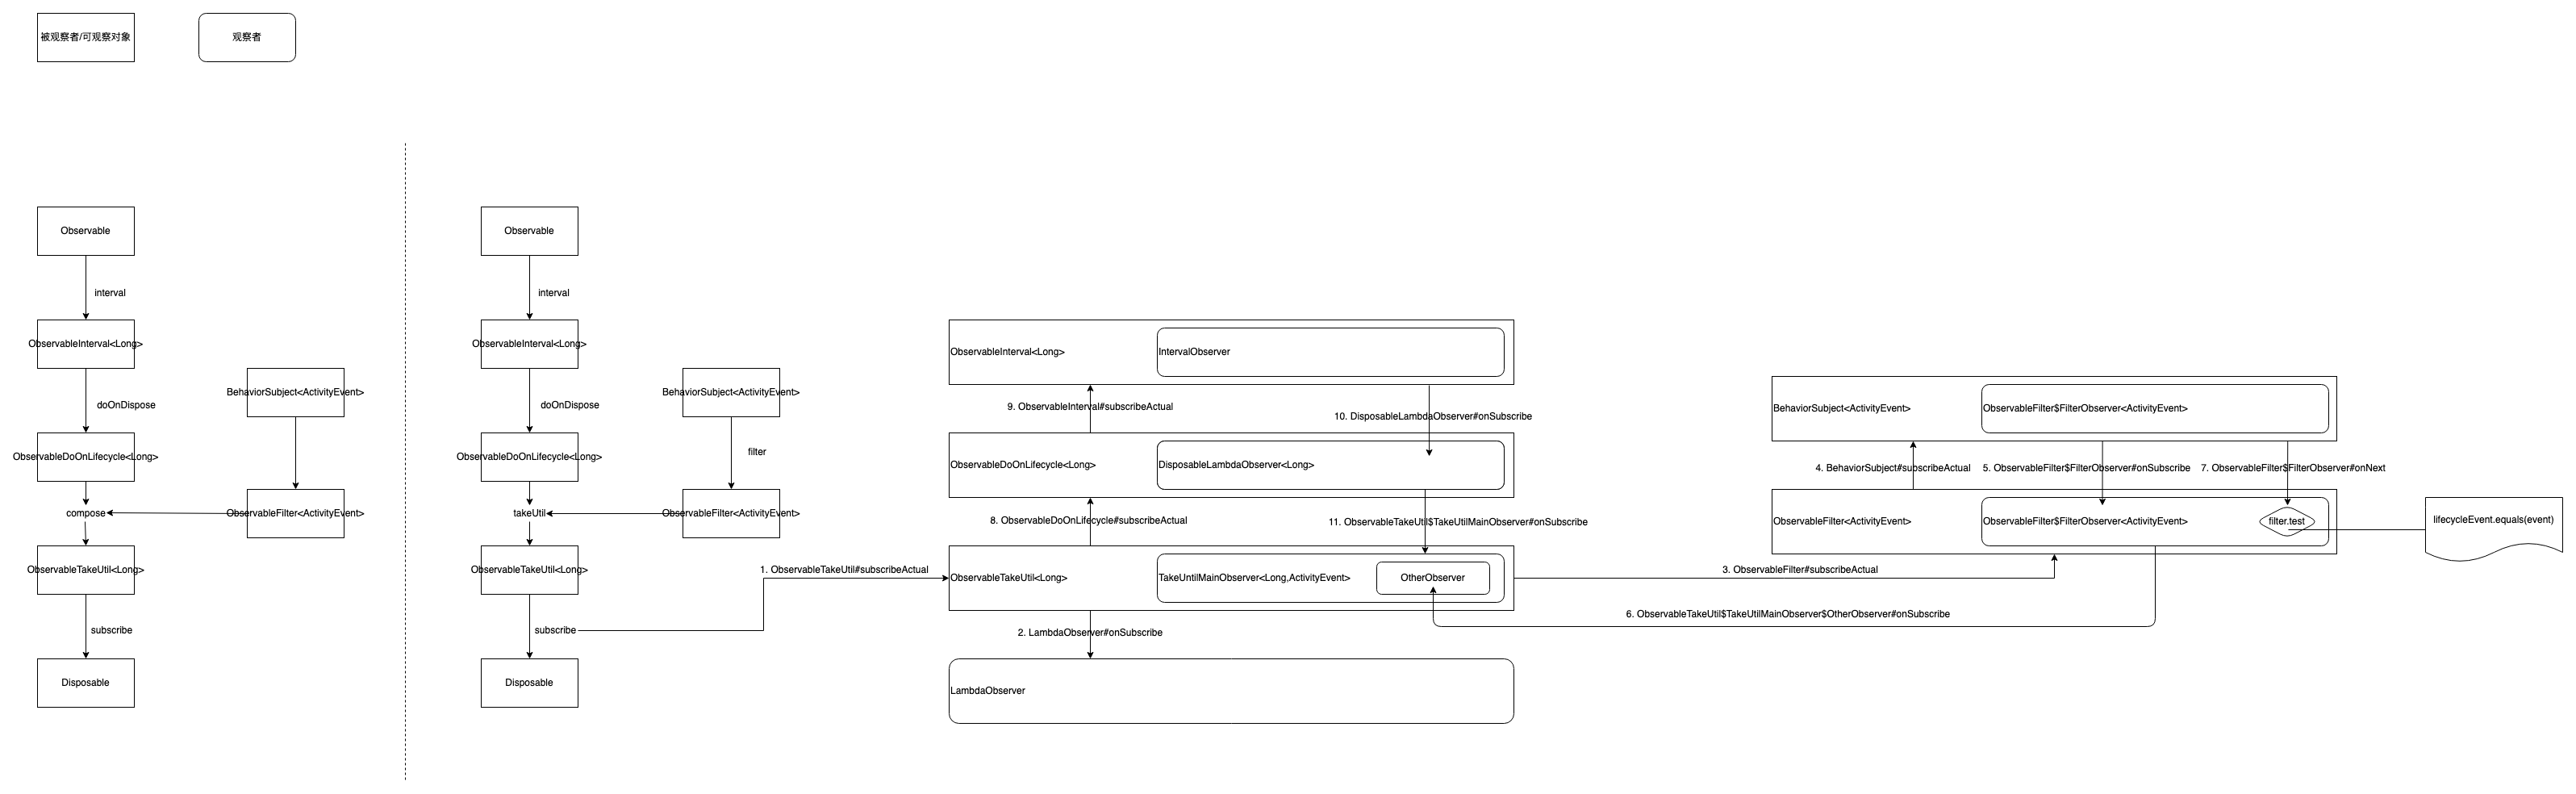 被观察者/可观察对象
观察者
Observable
interval
ObservableInterval<Long>
doOnDispose
BehaviorSubject<ActivityEvent>
ObservableDoOnLifecycle<Long>
compose
ObservableFilter<ActivityEvent>
ObservableTakeUtil<Long>
subscribe
Disposable
Observable
interval
ObservableInterval<Long>
doOnDispose
BehaviorSubject<ActivityEvent>
ObservableDoOnLifecycle<Long>
filter
takeUtil
ObservableFilter<ActivityEvent>
ObservableTakeUtil<Long>
subscribe
Disposable
1. ObservableTakeUtil#subscribeActual
ObservableInterval<Long>
IntervalObserver
9. ObservableInterval#subscribeActual
10. DisposableLambdaObserver#onSubscribe
ObservableDoOnLifecycle<Long>
DisposableLambdaObserver<Long>
8. ObservableDoOnLifecycle#subscribeActual
11. ObservableTakeUtil$TakeUtilMainObserver#onSubscribe
ObservableTakeUtil<Long>
TakeUntilMainObserver<Long,ActivityEvent>
OtherObserver
2. LambdaObserver#onSubscribe
LambdaObserver
3. ObservableFilter#subscribeActual
6. ObservableTakeUtil$TakeUtilMainObserver$OtherObserver#onSubscribe
BehaviorSubject<ActivityEvent>
ObservableFilter$FilterObserver<ActivityEvent>
4. BehaviorSubject#subscribeActual
5. ObservableFilter$FilterObserver#onSubscribe
7. ObservableFilter$FilterObserver#onNext
ObservableFilter<ActivityEvent>
ObservableFilter$FilterObserver<ActivityEvent>
filter.test
lifecycleEvent.equals(event)